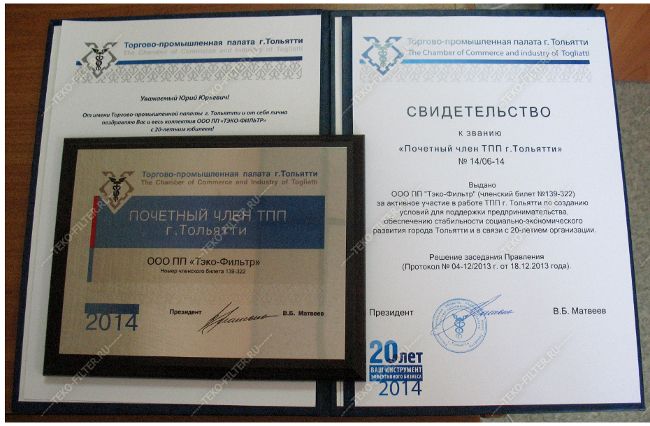 Торгово-промышленная палата г.Тольятти
The Chamber of Commerce and Industry of Togliatti
Уважаемый Юрий Юрьевич!
От имени Торгово-промышленной палаты г. Тольятти и от себя лично
поздравляю Вас и весь коллектив ООО ПП «ТЭКО-ФИЛЬТР»
с 20-летним юбилеем!
Торгово-промышленная палата г.Тольятти
The Chamber of Commerce and Industry of Togliatti
ПОЧЕТНЫЙ ЧЛЕН ТПП
г.Тольятти
ООО ПП «Тэко-Фильтр»
Номер членского билета 139-322
2014
Президент
В.Б. Матвеев
Торгово-промышленная палата г.Тольятти
The Chamber of Commerce and industry of Togliatti
СВИДЕТЕЛЬСТВО
к званию
«Почетный член ТПП г.Тольятти»
№ 14/06-14
Выдано
ООО ПП "Тэко-Фильтр" (членский билет №139-322)
за активное участие в работе ТПП г. Тольятти по созданию
условий для поддержки предпринимательства,
обеспечению стабильности социально-экономического
развития города Тольятти и в связи с 20-летием организации.
Решение заседания Правления
(Протокол № 04-12/2013 г. от 18.12.2013 года).
Президент
В.Б. Матвеев
20 лет
ВАШ ИНСТРУМЕНТ
ЭФФЕКТИВНОГО БИЗНЕСА
2014
TEKO-FILTER.RU